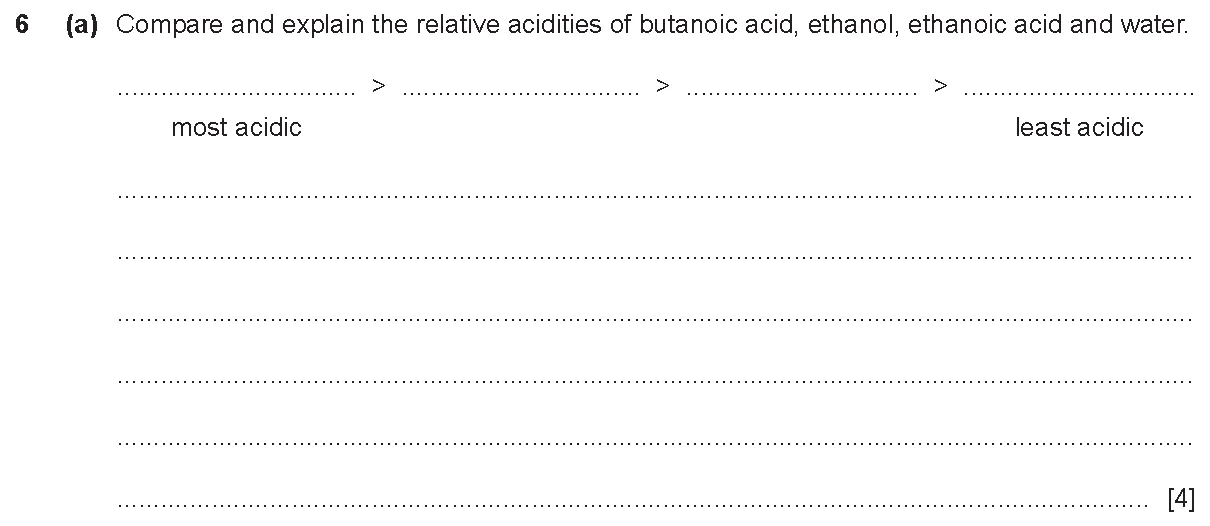 6 (a) Compare and explain the relative acidities of butanoic acid, ethanol, ethanoic acid and water.
................................ > ................................ > ................................ > ................................
most acidic least acidic
....................................................................................................................................................
....................................................................................................................................................
....................................................................................................................................................
....................................................................................................................................................
....................................................................................................................................................
.............................................................................................................................................. [4]